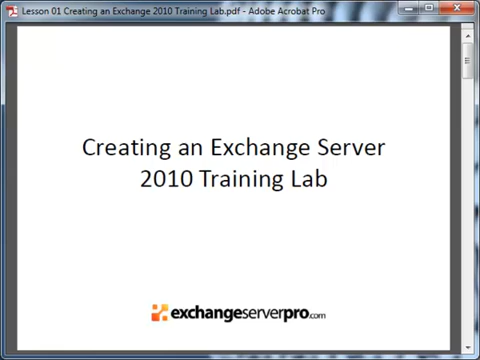 Lesson 01 Creating an Exchange 2010 Training Lab.pdf - Adobe Acrobat Pro
Creating an Exchange Server
2010 Training Lab
exchangeserverpro.com